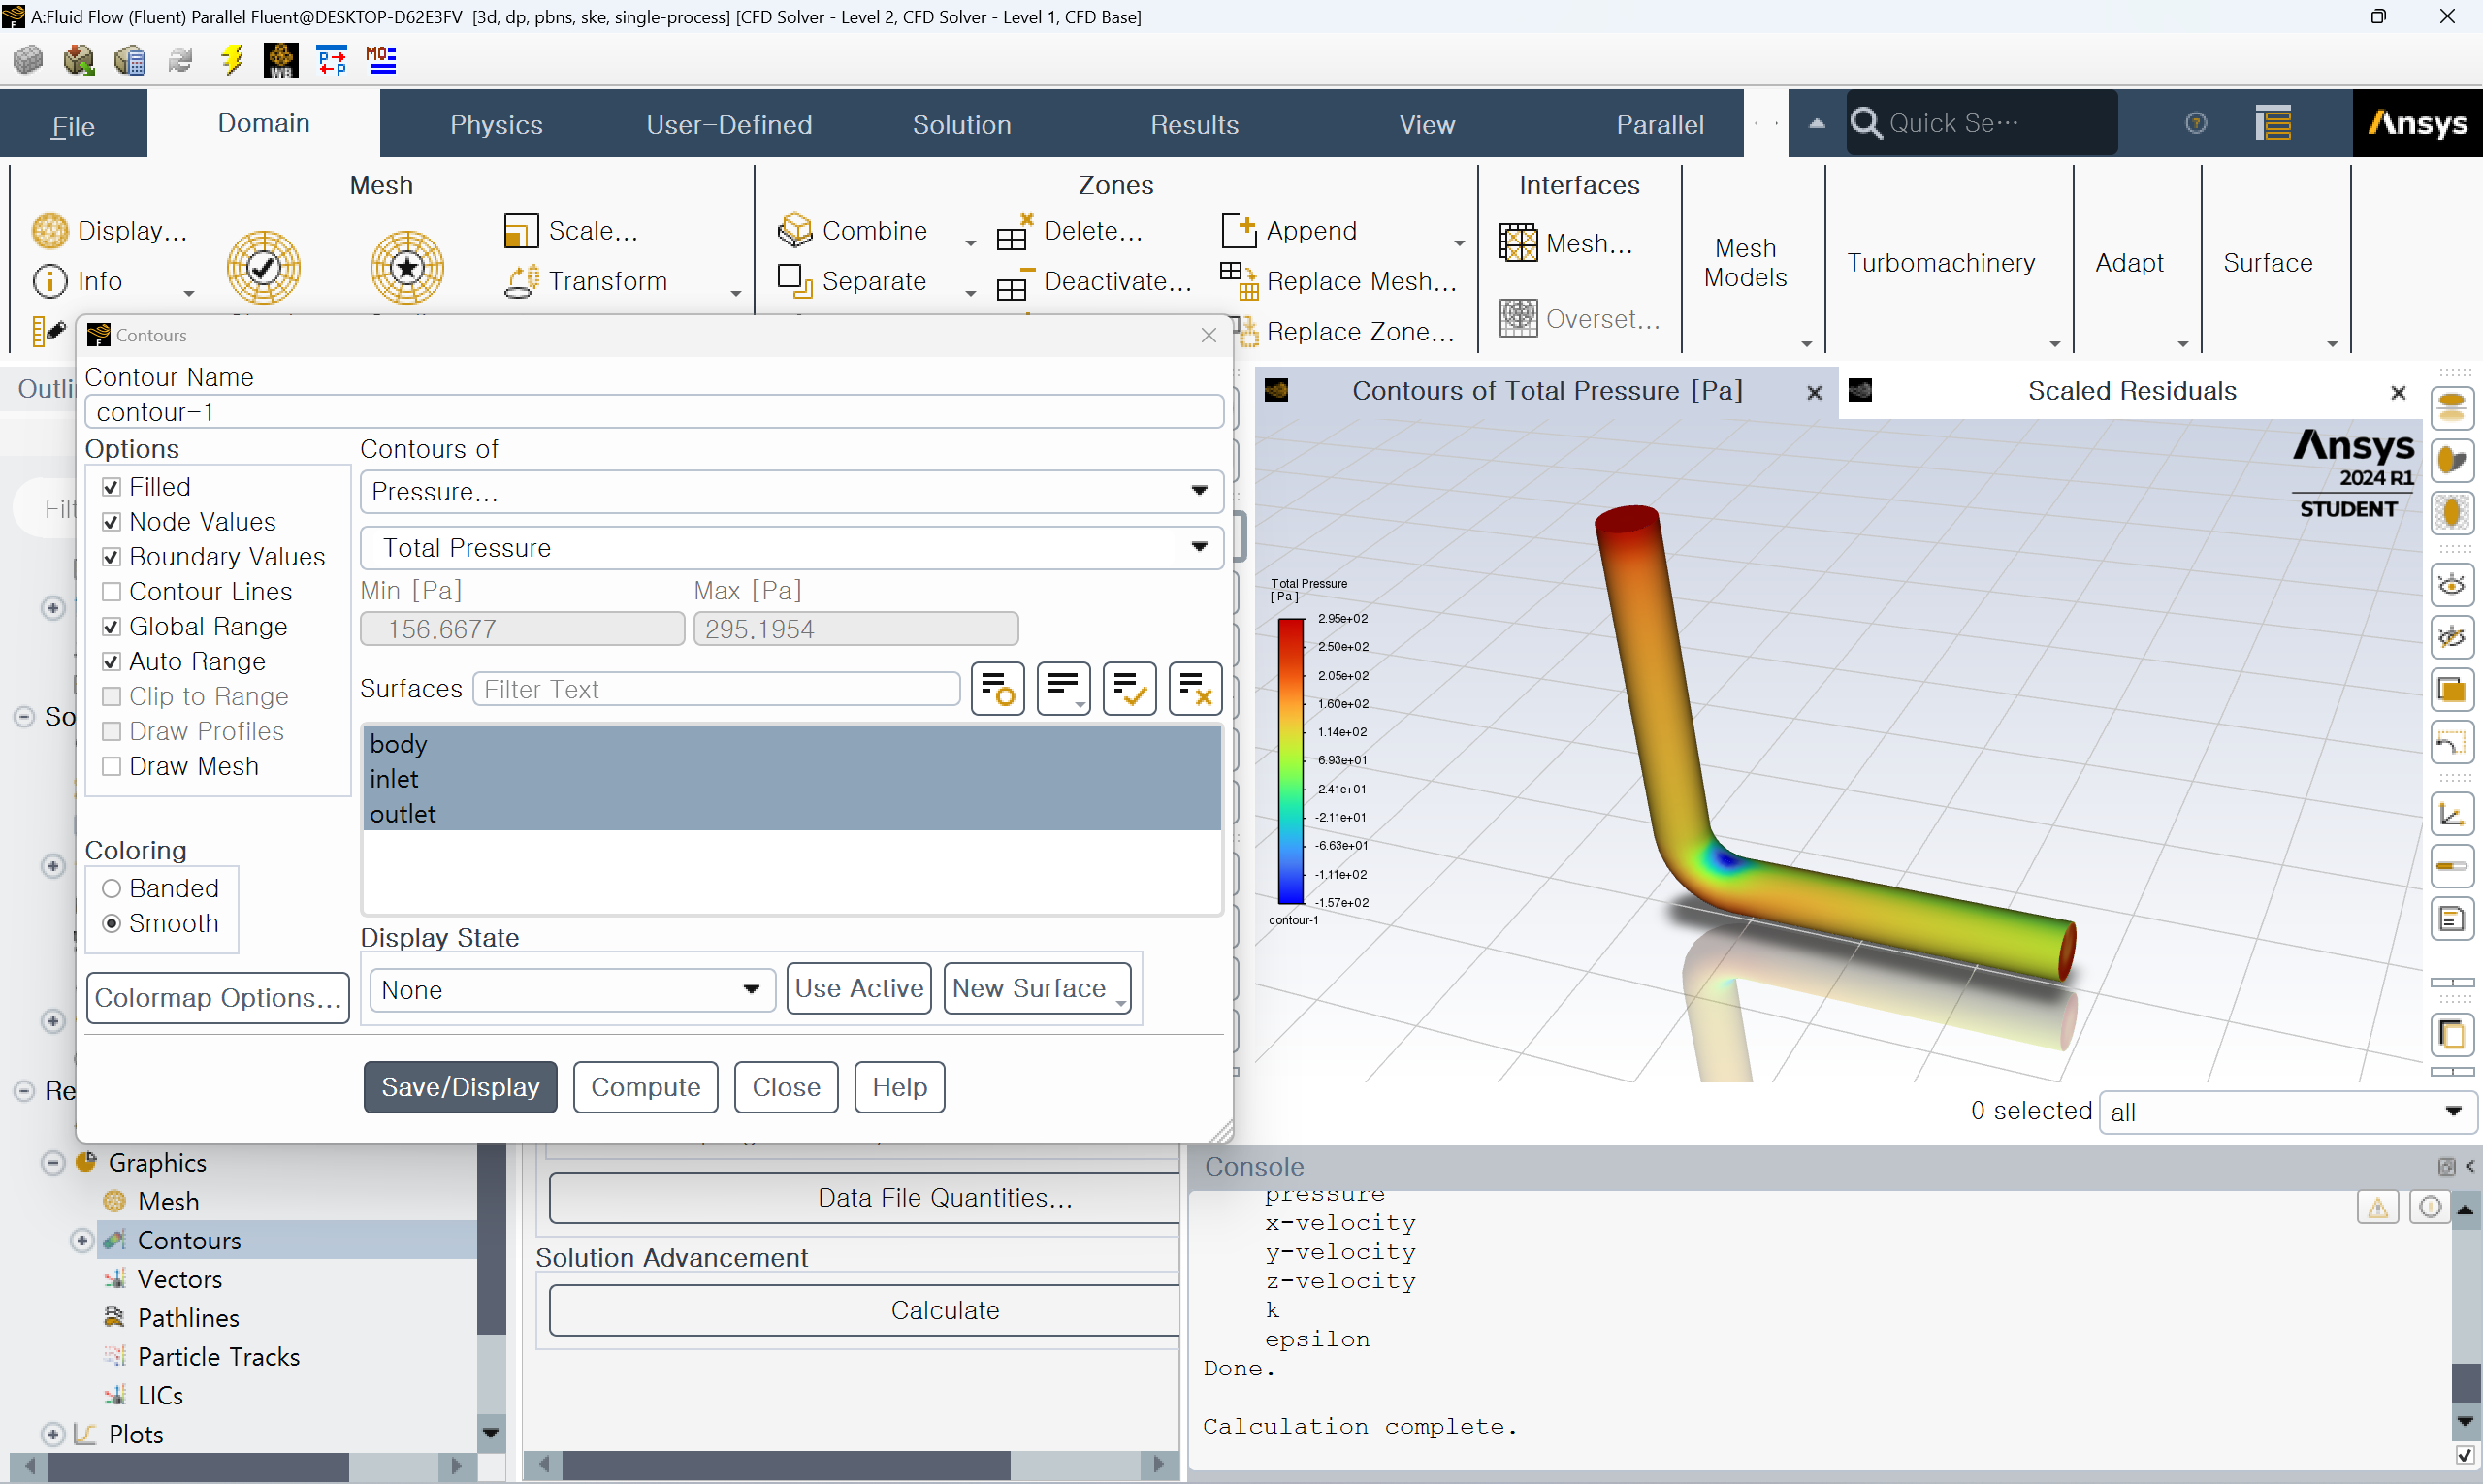 A:Fluid Flow (Fluent) Parallel Fluent@DESKTOP-D62E3FV [3d, dp, pbns, ske, single-process] [CFD Solver - Level 2, CFD Solver - Level 1, CFD Base]
WB
P P
MO
File
Domain
Physics
User-Defined
Solution
Results
View
Parallel
Quick Se...
Ansys
Mesh
Display...
Info
Scale...
Transform
Zones
Combine
Separate
Delete...
Deactivate...
Append
Replace Mesh...
Replace Zone...
Interfaces
Mesh...
Overset...
Mesh
Models
Turbomachinery
Adapt
Surface
Contours
Contour Name
contour-1
Options
Filled
Node Values
Boundary Values
Contour Lines
Global Range
Auto Range
Clip to Range
Draw Profiles
Draw Mesh
Coloring
Banded
Smooth
Colormap Options...
Contours of
Pressure...
Total Pressure
Min [Pa]
Max [Pa]
-156.6677
295.1954
Surfaces
Filter Text
body
inlet
outlet
Display State
None
Use Active
New Surface
Save/Display
Compute
Close
Help
Contours of Total Pressure [Pa]
Scaled Residuals
Ansys
2024 R1
STUDENT
Total Pressure
[ Pa ]
2.95e+02
2.50e+02
2.05e+02
1.60e+02
1.14e+02
6.93e+01
2.41e+01
-2.11e+01
-6.63e+01
-1.11e+02
-1.57e+02
contour-1
0 selected
all
Graphics
Mesh
Contours
Vectors
Pathlines
Particle Tracks
LICs
Plots
Data File Quantities...
Solution Advancement
Calculate
Console
pressure
x-velocity
y-velocity
z-velocity
k
epsilon
Done.
Calculation complete.